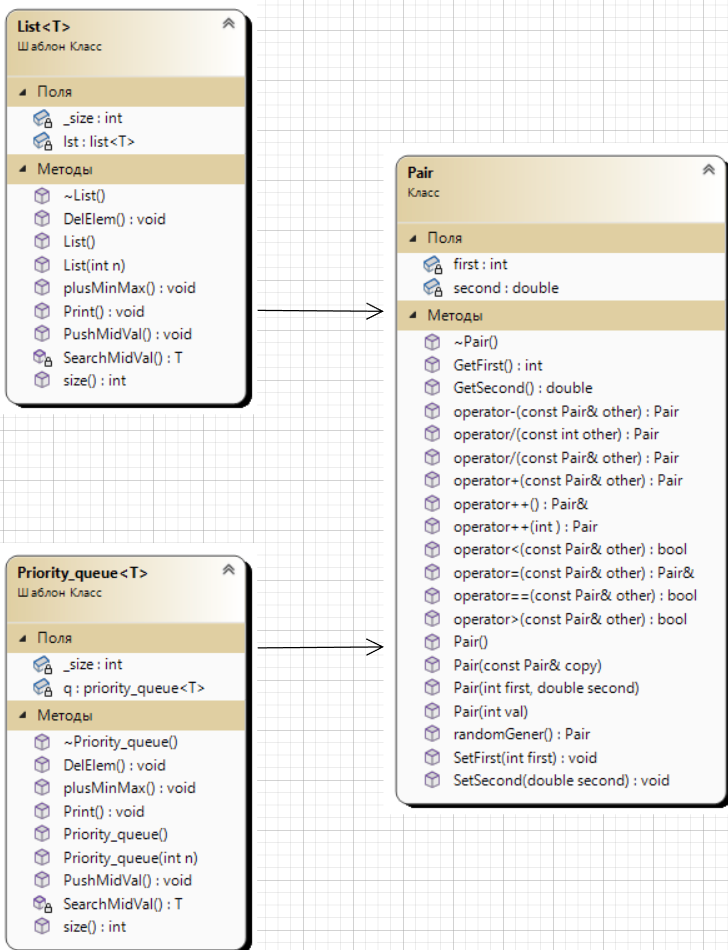 List<T>
Шаблон Класс
Поля
_size : int
lst : list<T>
Методы
~List()
DelElem() : void
List()
List(int n)
plusMinMax() : void
Print() : void
PushMidVal() : void
SearchMidVal() : T
size() : int
Pair
Класс
Поля
first : int
second : double
Методы
~Pair()
GetFirst() : int
GetSecond() : double
operator-(const Pair& other) : Pair
operator/(const int other) : Pair
operator/(const Pair& other) : Pair
operator+(const Pair& other) : Pair
operator++() : Pair&
operator++(int ) : Pair
operator<(const Pair& other) : bool
operator=(const Pair& other) : Pair&
operator==(const Pair& other) : bool
operator>(const Pair& other) : bool
Pair()
Pair(const Pair& copy)
Pair(int first, double second)
Pair(int val)
randomGener() : Pair
SetFirst(int first) : void
SetSecond(double second) : void
Priority_queue<T>
Шаблон Класс
Поля
_size : int
q : priority_queue<T>
Методы
~Priority_queue()
DelElem() : void
plusMinMax() : void
Print() : void
Priority_queue()
Priority_queue(int n)
PushMidVal() : void
SearchMidVal() : T
size() : int